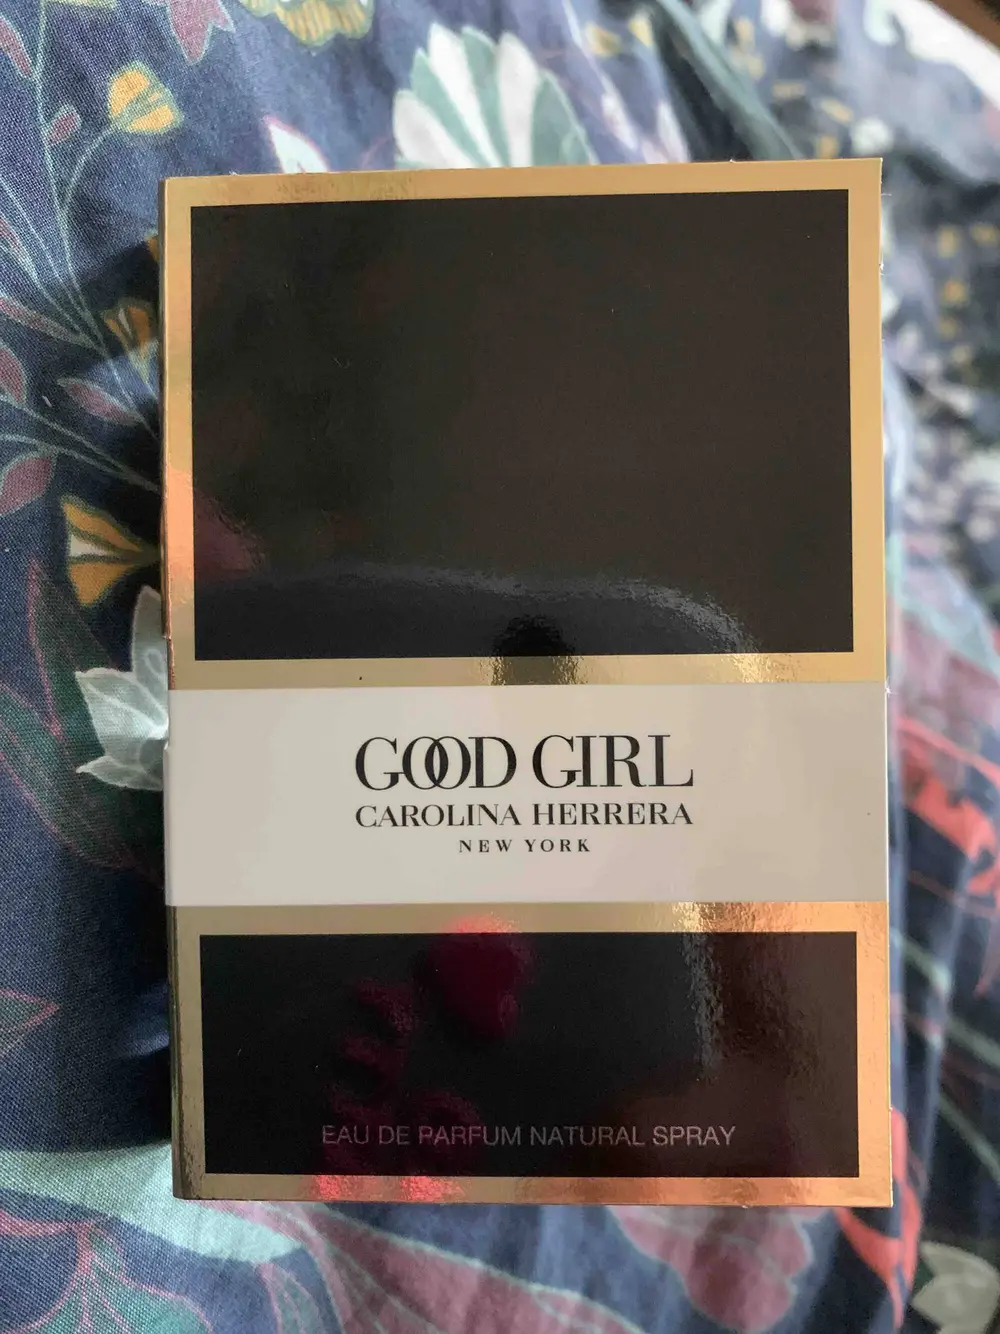 GOOD GIRL
CAROLINA HERRERA
NEW YORK
EAU DE PARFUM NATURAL SPRAY